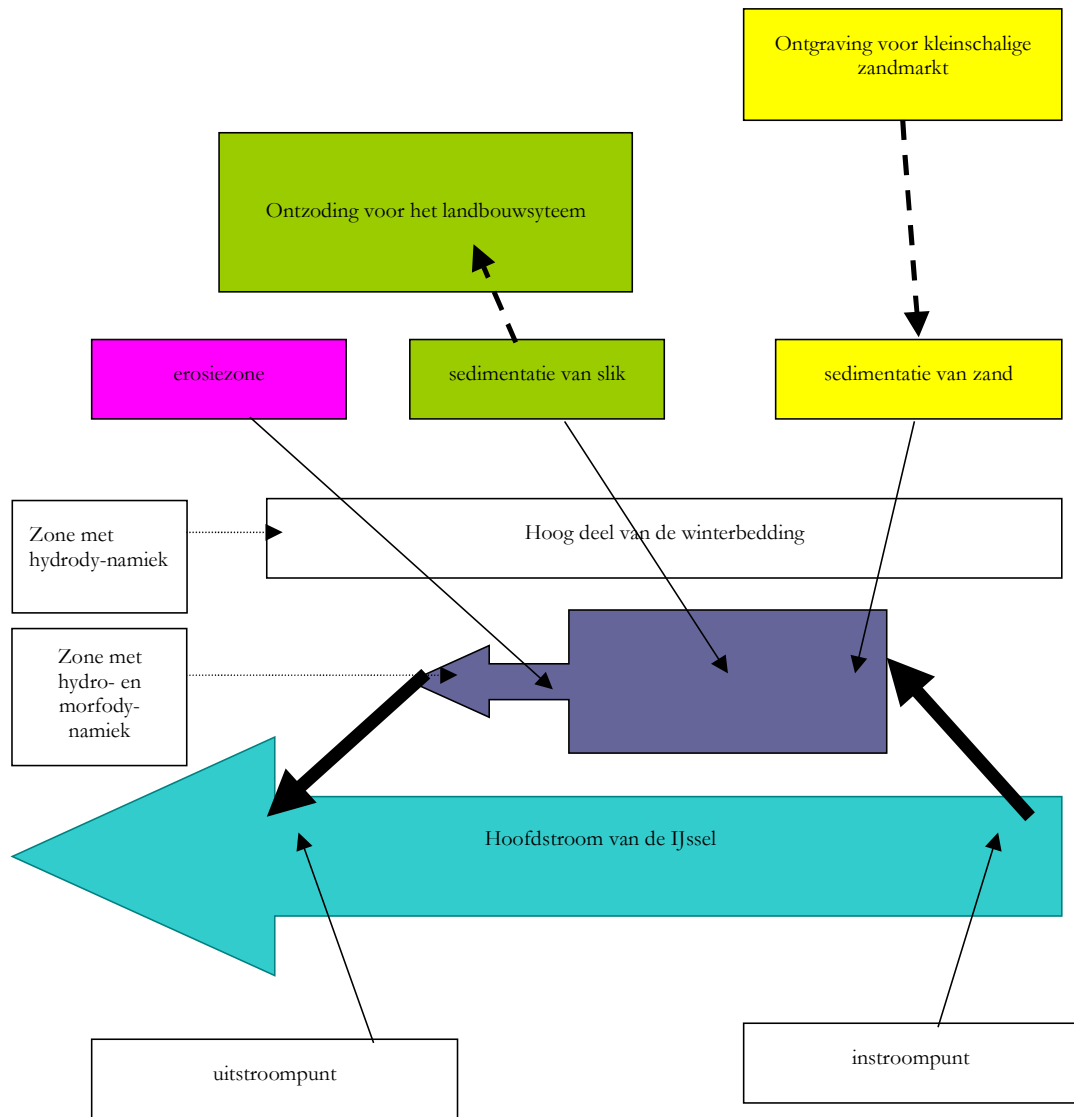 Ontgraving voor kleinschalige
zandmarkt
Ontzoding voor het landbouwsyteem
erosiezone
sedimentatie van slik
sedimentatie van zand
Zone met
hydrody-namiek
Hoog deel van de winterbedding
Zone met
hydro- en
morfody-
namiek
Hoofdstroom van de IJssel
uitstroompunt
instroompunt